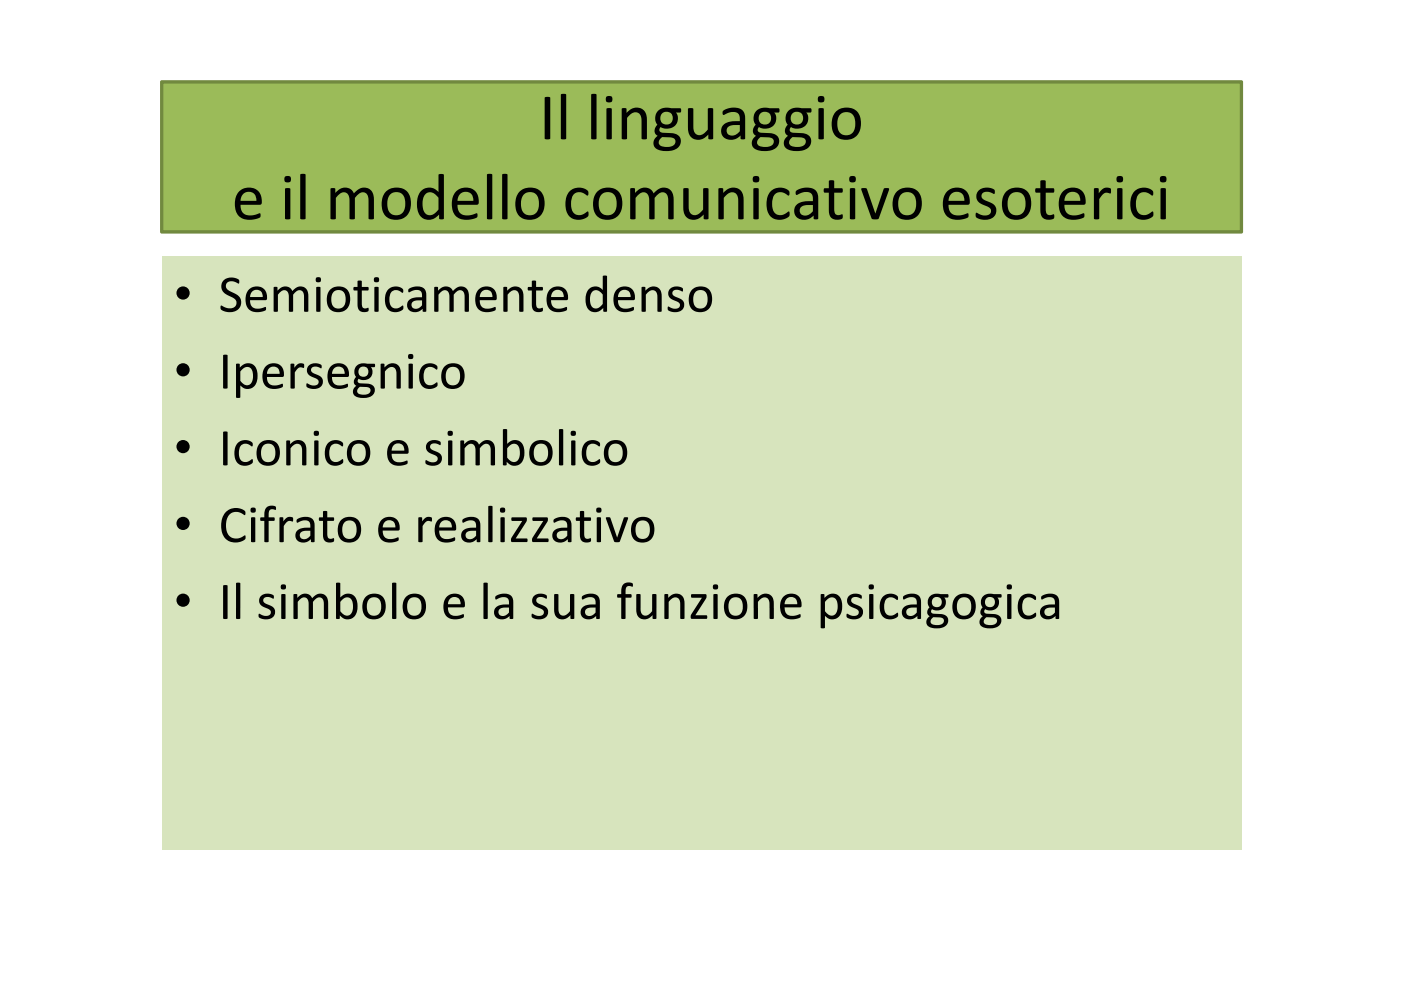 Il linguaggio
e il modello comunicativo esoterici
• Semioticamente denso
• Ipersegnico
• Iconico e simbolico
• Cifrato e realizzativo
• Il simbolo e la sua funzione psicagogica